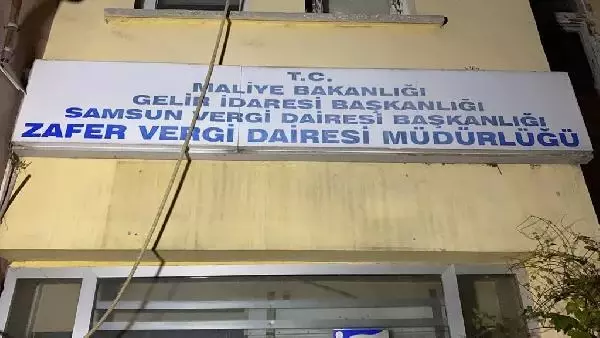 T.C.
MALİYE BAKANLIĞI
GELİR İDARESİ BAŞKANLIĞI
SAMSUN VERGİ DAİRESİ BAŞKANLIĞI
ZAFER VERGİ DAİRESİ MÜDÜRLÜĞÜ